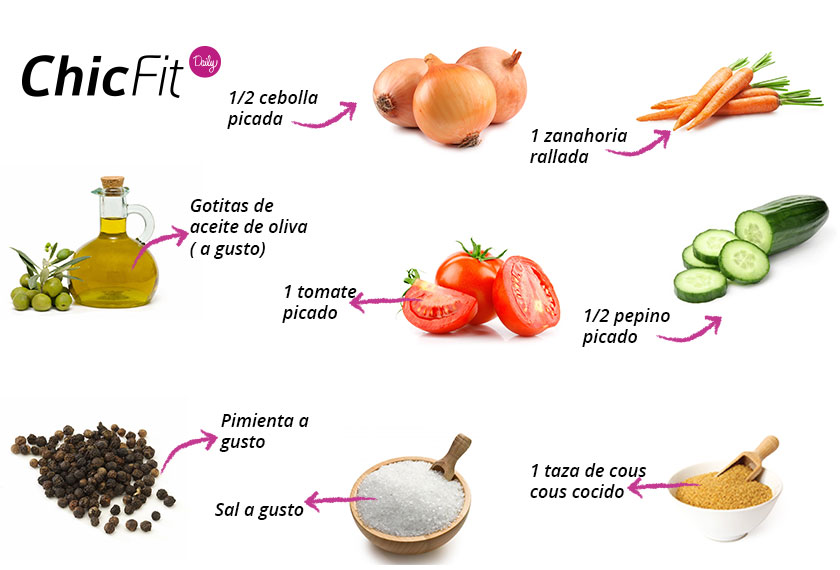 ChicFit Daily
1/2 cebolla
picada
1 zanahoria
rallada
Gotitas de
aceite de oliva
( a gusto)
1 tomate
picado
1/2 pepino
picado
Pimienta a
gusto
Sal a gusto
1 taza de cous
cous cocido